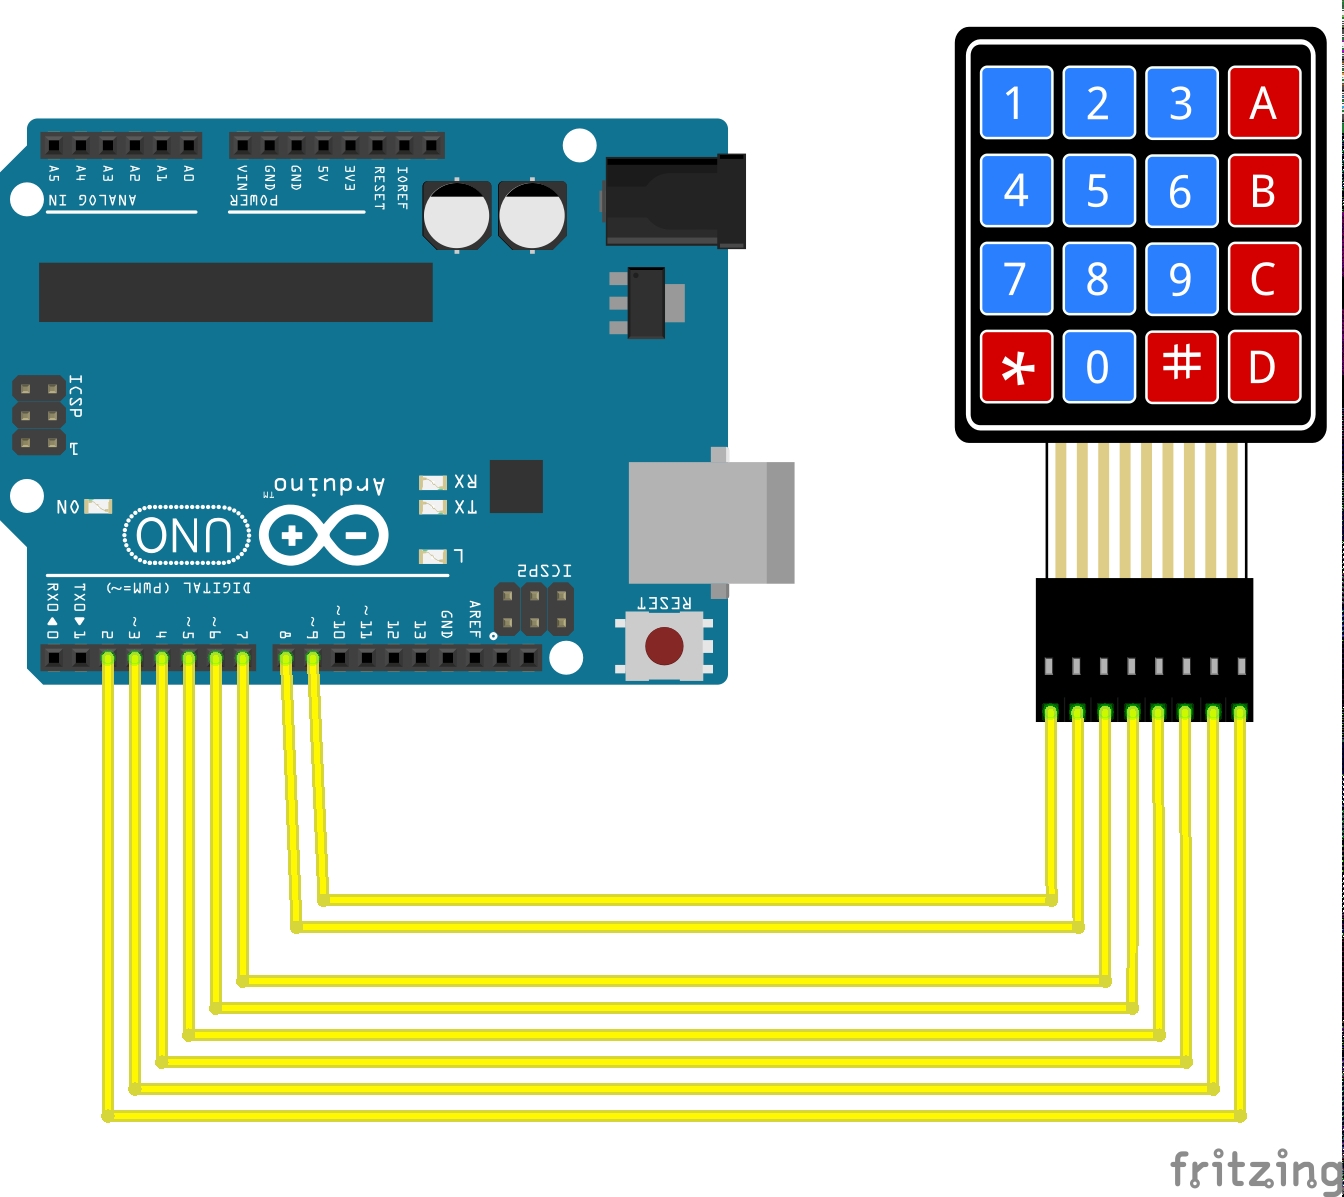 A5 A4 A3 A2 A1 A0
VIN GND GND 5V 3V3 RESET IOREF
ANALOG IN
POWER
1 2 3 A
4 5 6 B
7 8 9 C
* 0 # D
ICSP
1
ON
UNO
Arduino™
RX
TX
L
ICSP2
DIGITAL (PWM=~)
RX0◀0 TX0▶1 2 ~3 4 ~5 ~6 7 8 ~9 ~10 ~11 12 13 GND AREF
RESET
fritzing